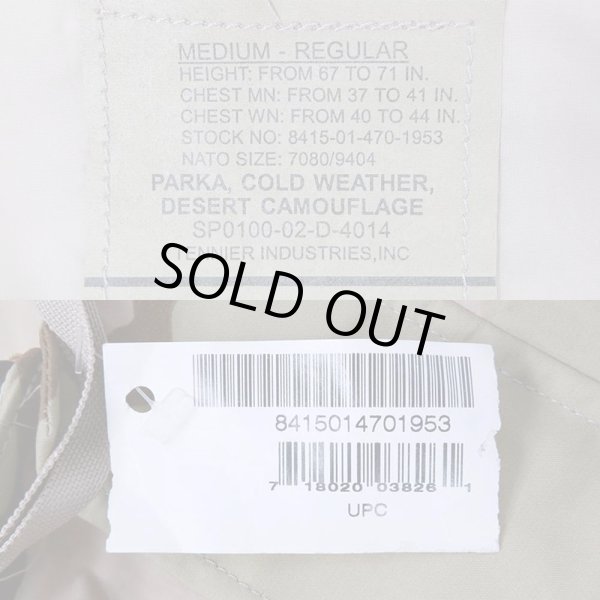 MEDIUM - REGULAR
HEIGHT: FROM 67 TO 71 IN.
CHEST MN: FROM 37 TO 41 IN.
CHEST WN: FROM 40 TO 44 IN.
STOCK NO: 8415-01-470-1953
NATO SIZE: 7080/9404
PARKA, COLD WEATHER,
DESERT CAMOUFLAGE
SP0100-02-D-4014
TENNIER INDUSTRIES,INC
SOLD OUT
8415014701953
7 18020 03826 1
UPC